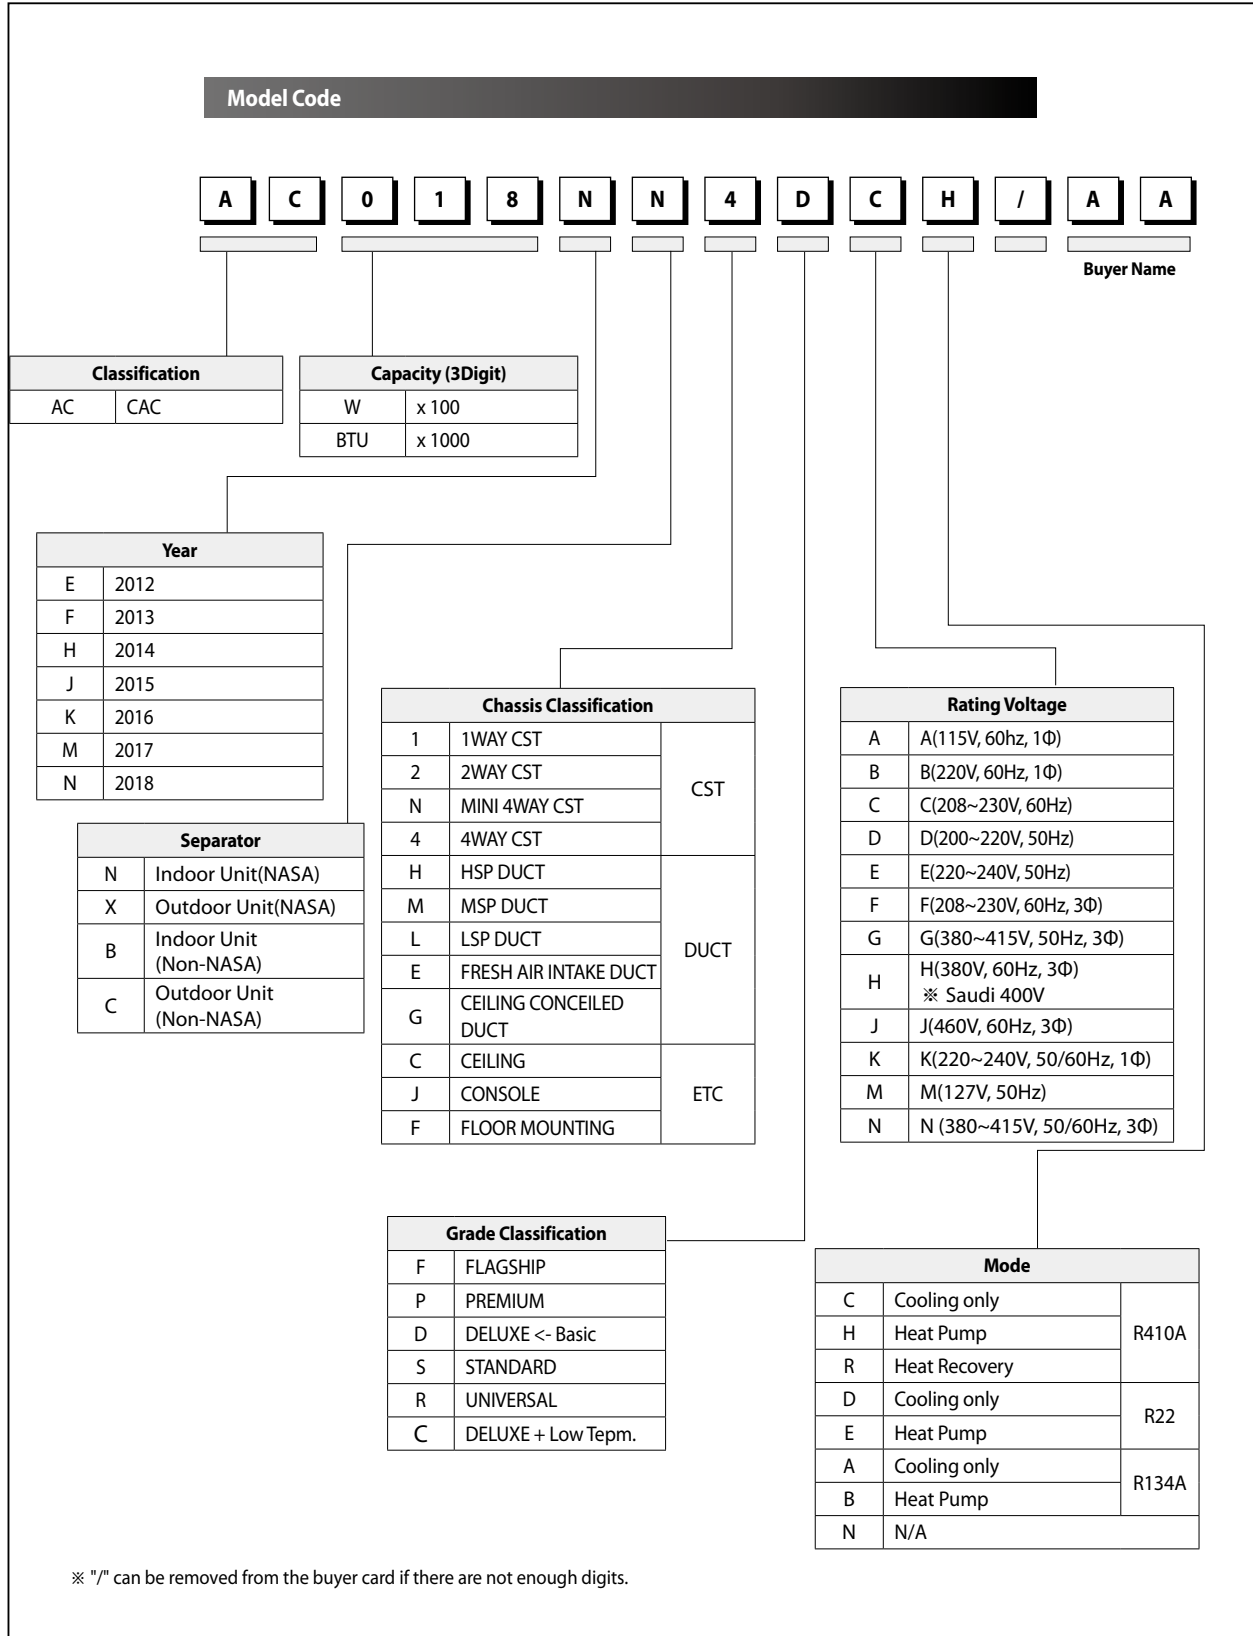 Model Code
A C 0 1 8 N N 4 D C H / A A
Buyer Name
Classification
AC CAC
Capacity (3Digit)
W x 100
BTU x 1000
Year
E 2012
F 2013
H 2014
J 2015
K 2016
M 2017
N 2018
Separator
N Indoor Unit(NASA)
X Outdoor Unit(NASA)
B Indoor Unit
(Non-NASA)
C Outdoor Unit
(Non-NASA)
Chassis Classification
1 1WAY CST
2 2WAY CST
N MINI 4WAY CST
4 4WAY CST
CST
H HSP DUCT
M MSP DUCT
L LSP DUCT
E FRESH AIR INTAKE DUCT
G CEILING CONCEILED
DUCT
DUCT
C CEILING
J CONSOLE
F FLOOR MOUNTING
ETC
Rating Voltage
A A(115V, 60hz, 1Φ)
B B(220V, 60Hz, 1Φ)
C C(208~230V, 60Hz)
D D(200~220V, 50Hz)
E E(220~240V, 50Hz)
F F(208~230V, 60Hz, 3Φ)
G G(380~415V, 50Hz, 3Φ)
H H(380V, 60Hz, 3Φ)
※ Saudi 400V
J J(460V, 60Hz, 3Φ)
K K(220~240V, 50/60Hz, 1Φ)
M M(127V, 50Hz)
N N (380~415V, 50/60Hz, 3Φ)
Grade Classification
F FLAGSHIP
P PREMIUM
D DELUXE <- Basic
S STANDARD
R UNIVERSAL
C DELUXE + Low Tepm.
Mode
C Cooling only
H Heat Pump
R Heat Recovery
R410A
D Cooling only
E Heat Pump
R22
A Cooling only
B Heat Pump
R134A
N N/A
※ "/" can be removed from the buyer card if there are not enough digits.